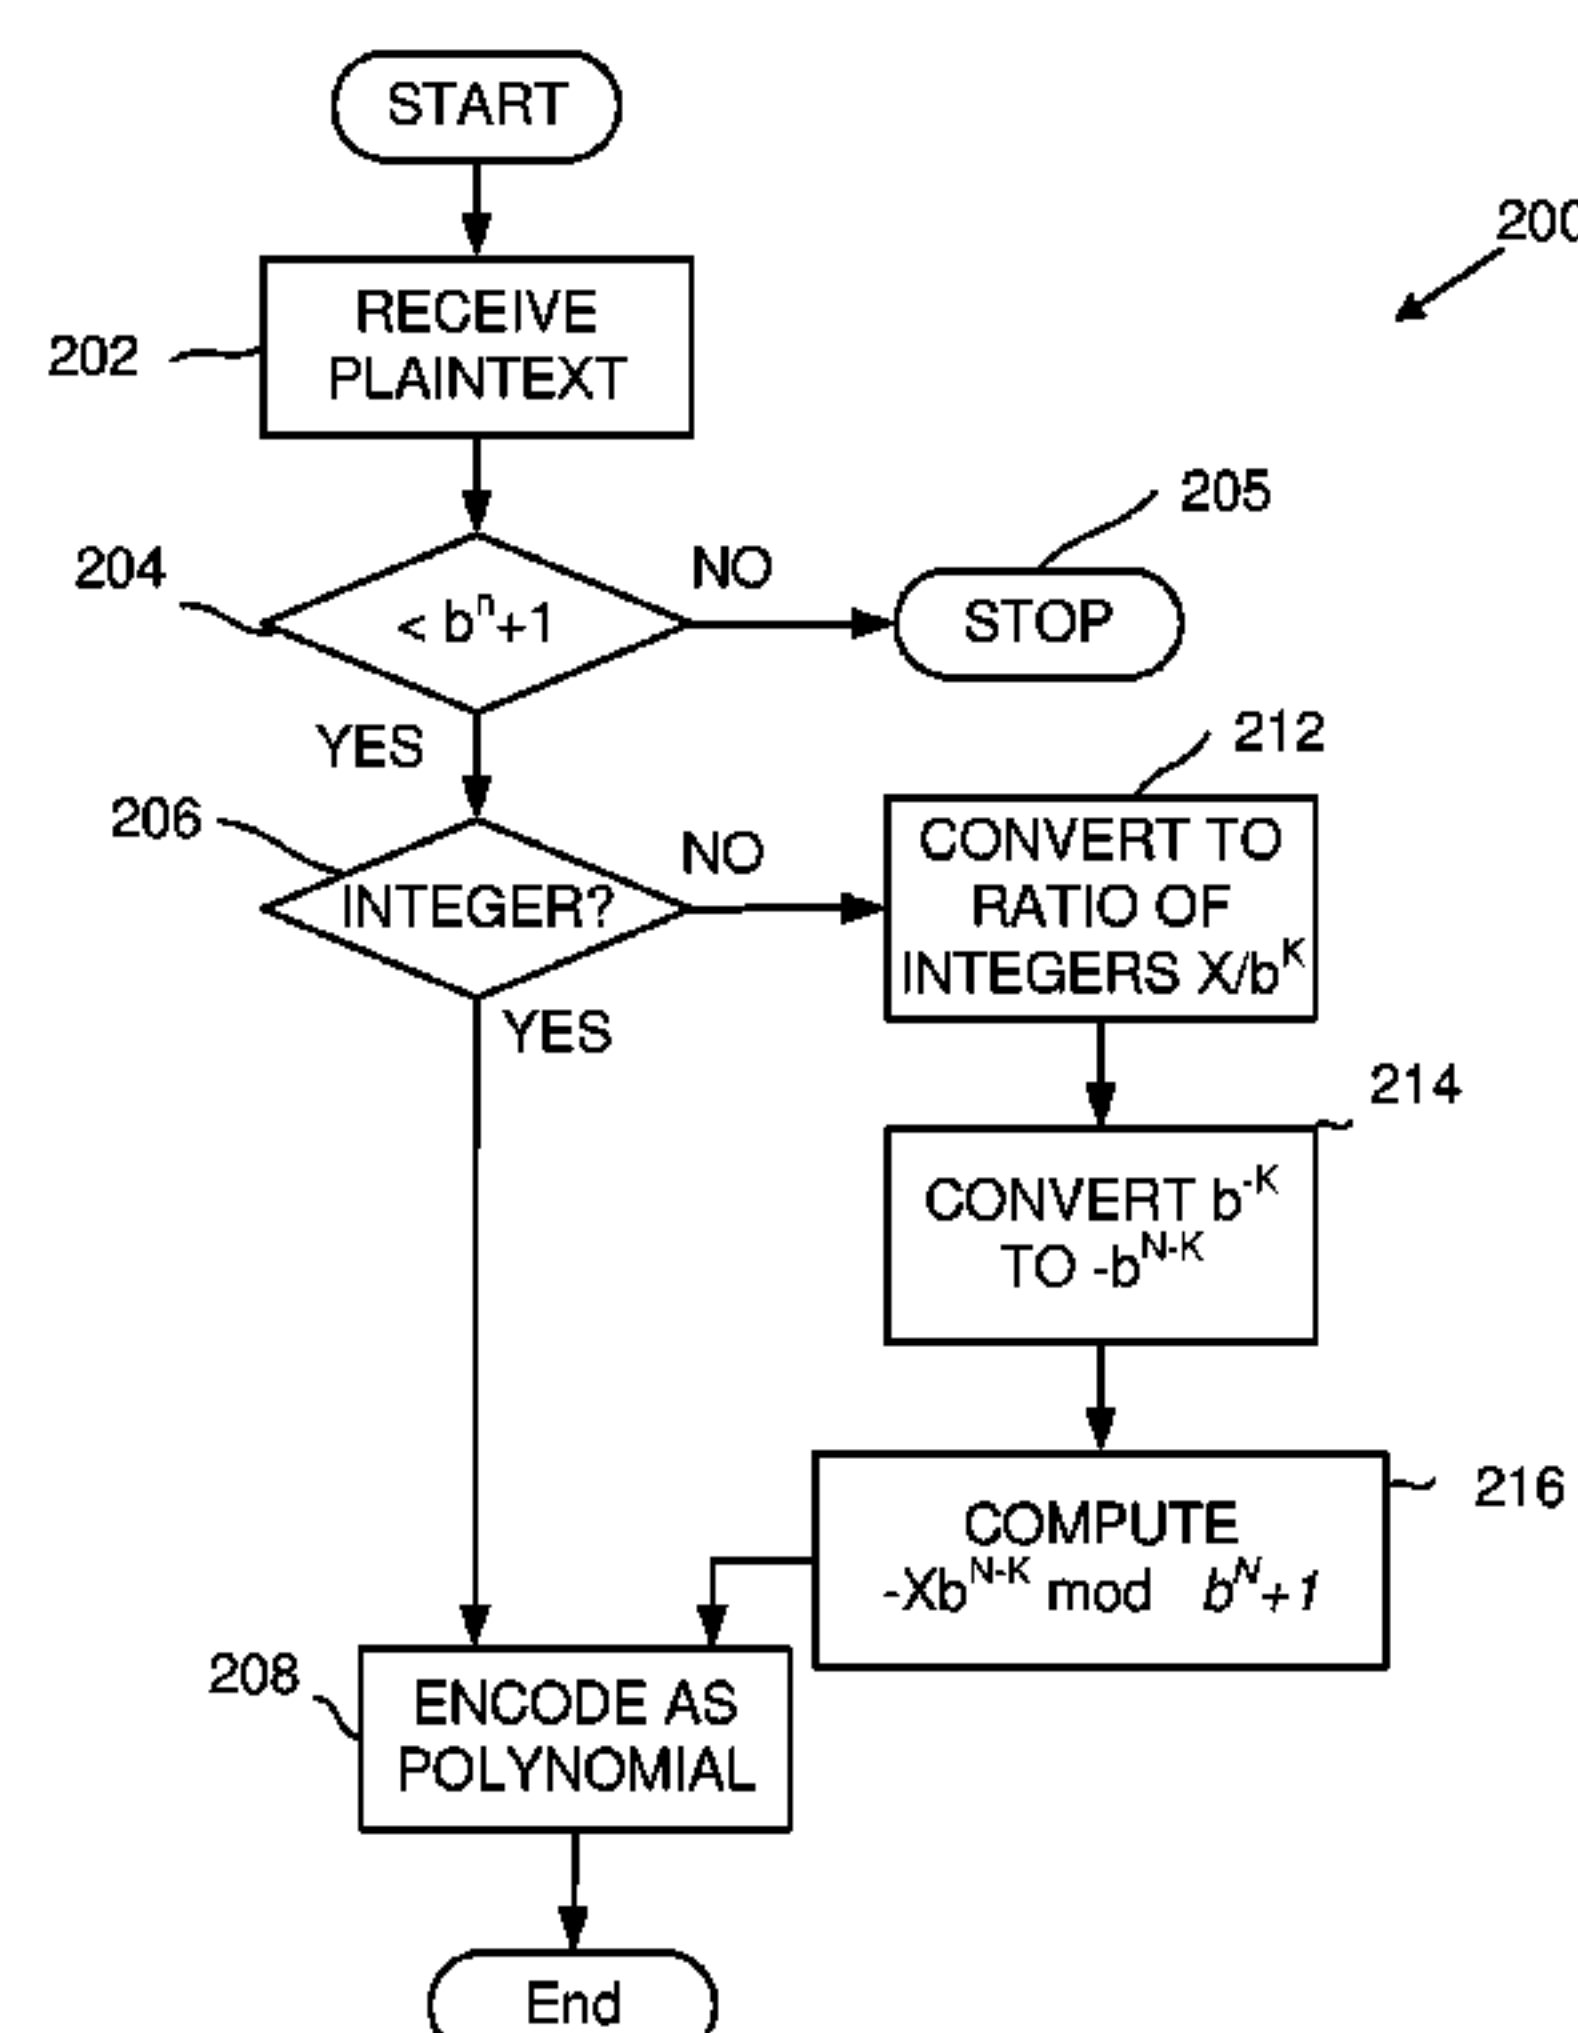 START
200
RECEIVE
PLAINTEXT
202
205
204
NO
< bⁿ+1
STOP
YES
212
206
NO
CONVERT TO
RATIO OF
INTEGERS X/b^K
INTEGER?
YES
214
CONVERT b^-K
TO -b^N-K
216
COMPUTE
-Xb^N-K mod b^N+1
208
ENCODE AS
POLYNOMIAL
End